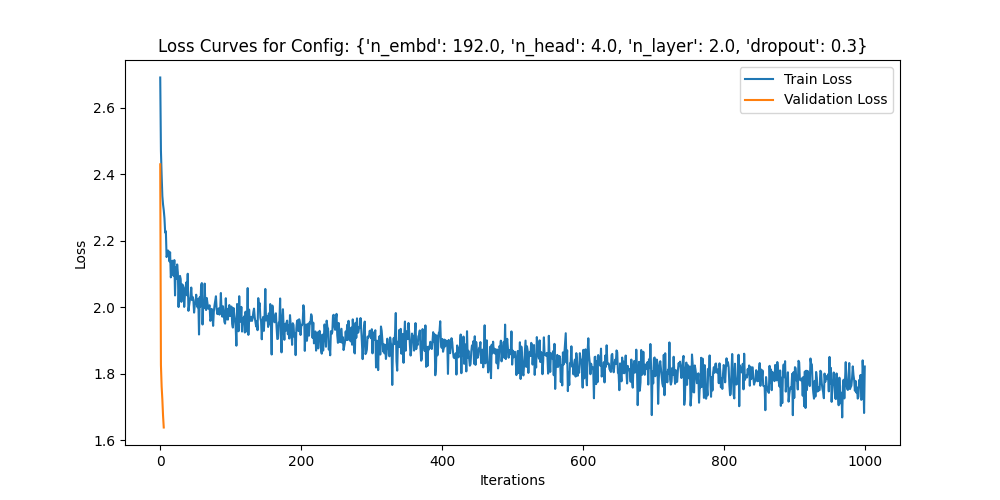 Loss Curves for Config: {'n_embd': 192.0, 'n_head': 4.0, 'n_layer': 2.0, 'dropout': 0.3}
Train Loss
Validation Loss
2.6
2.4
2.2
2.0
1.8
1.6
Loss
0
200
400
600
800
1000
Iterations